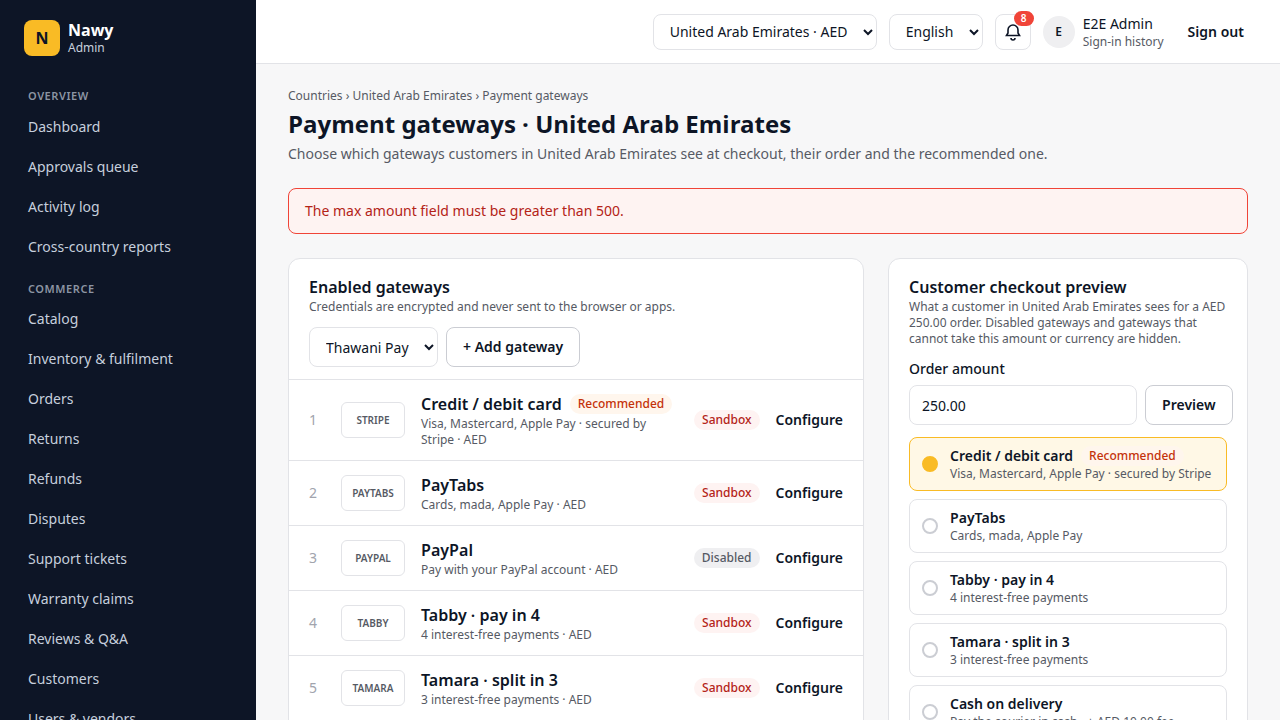 N
Nawy
Admin
OVERVIEW
Dashboard
Approvals queue
Activity log
Cross-country reports
COMMERCE
Catalog
Inventory & fulfilment
Orders
Returns
Refunds
Disputes
Support tickets
Warranty claims
Reviews & Q&A
Customers
Users & vendors
United Arab Emirates · AED
English
8
E
E2E Admin
Sign-in history
Sign out
Countries › United Arab Emirates › Payment gateways
Payment gateways · United Arab Emirates
Choose which gateways customers in United Arab Emirates see at checkout, their order and the recommended one.
The max amount field must be greater than 500.
Enabled gateways
Credentials are encrypted and never sent to the browser or apps.
Thawani Pay
+ Add gateway
1 STRIPE Credit / debit card Recommended Sandbox Configure
Visa, Mastercard, Apple Pay · secured by
Stripe · AED
2 PAYTABS PayTabs Sandbox Configure
Cards, mada, Apple Pay · AED
3 PAYPAL PayPal Disabled Configure
Pay with your PayPal account · AED
4 TABBY Tabby · pay in 4 Sandbox Configure
4 interest-free payments · AED
5 TAMARA Tamara · split in 3 Sandbox Configure
3 interest-free payments · AED
Customer checkout preview
What a customer in United Arab Emirates sees for a AED
250.00 order. Disabled gateways and gateways that
cannot take this amount or currency are hidden.
Order amount
250.00
Preview
Credit / debit card Recommended
Visa, Mastercard, Apple Pay · secured by Stripe
PayTabs
Cards, mada, Apple Pay
Tabby · pay in 4
4 interest-free payments
Tamara · split in 3
3 interest-free payments
Cash on delivery
Pay the courier in cash · + AED 10.00 fee